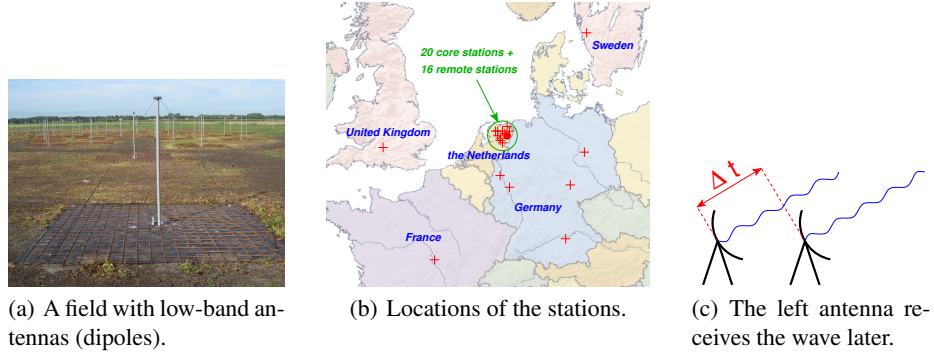 Sweden
20 core stations +
16 remote stations
United Kingdom
the Netherlands
Germany
France
Δ t
(a) A field with low-band an-
tennas (dipoles).
(b) Locations of the stations.
(c) The left antenna re-
ceives the wave later.